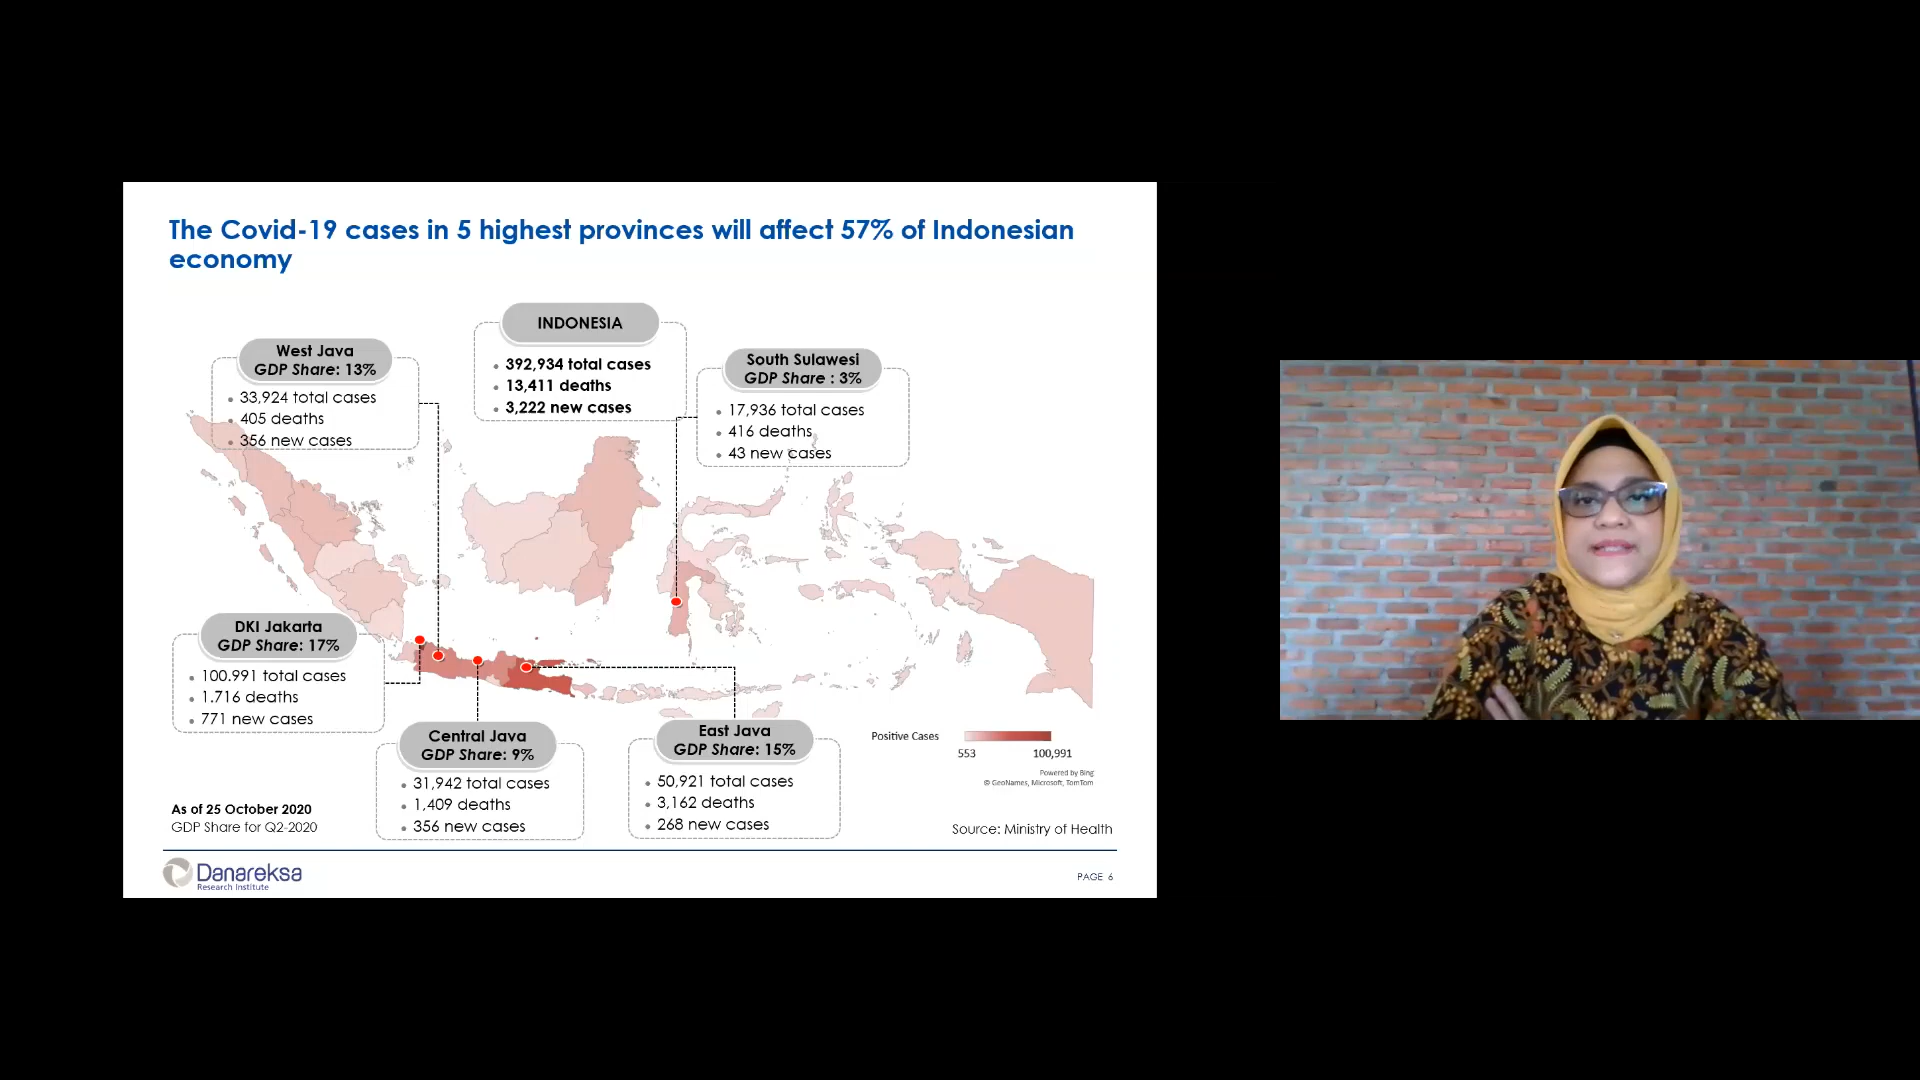 The Covid-19 cases in 5 highest provinces will affect 57% of Indonesian
economy
INDONESIA
• 392,934 total cases
• 13,411 deaths
• 3,222 new cases
West Java
GDP Share: 13%
• 33,924 total cases
• 405 deaths
• 356 new cases
South Sulawesi
GDP Share : 3%
• 17,936 total cases
• 416 deaths
• 43 new cases
DKI Jakarta
GDP Share: 17%
• 100.991 total cases
• 1.716 deaths
• 771 new cases
Central Java
GDP Share: 9%
• 31,942 total cases
• 1,409 deaths
• 356 new cases
East Java
GDP Share: 15%
• 50,921 total cases
• 3,162 deaths
• 268 new cases
Positive Cases
553 100,991
Powered by Bing
© GeoNames, Microsoft, TomTom
As of 25 October 2020
GDP Share for Q2-2020
Source: Ministry of Health
Danareksa
Research Institute
PAGE 6